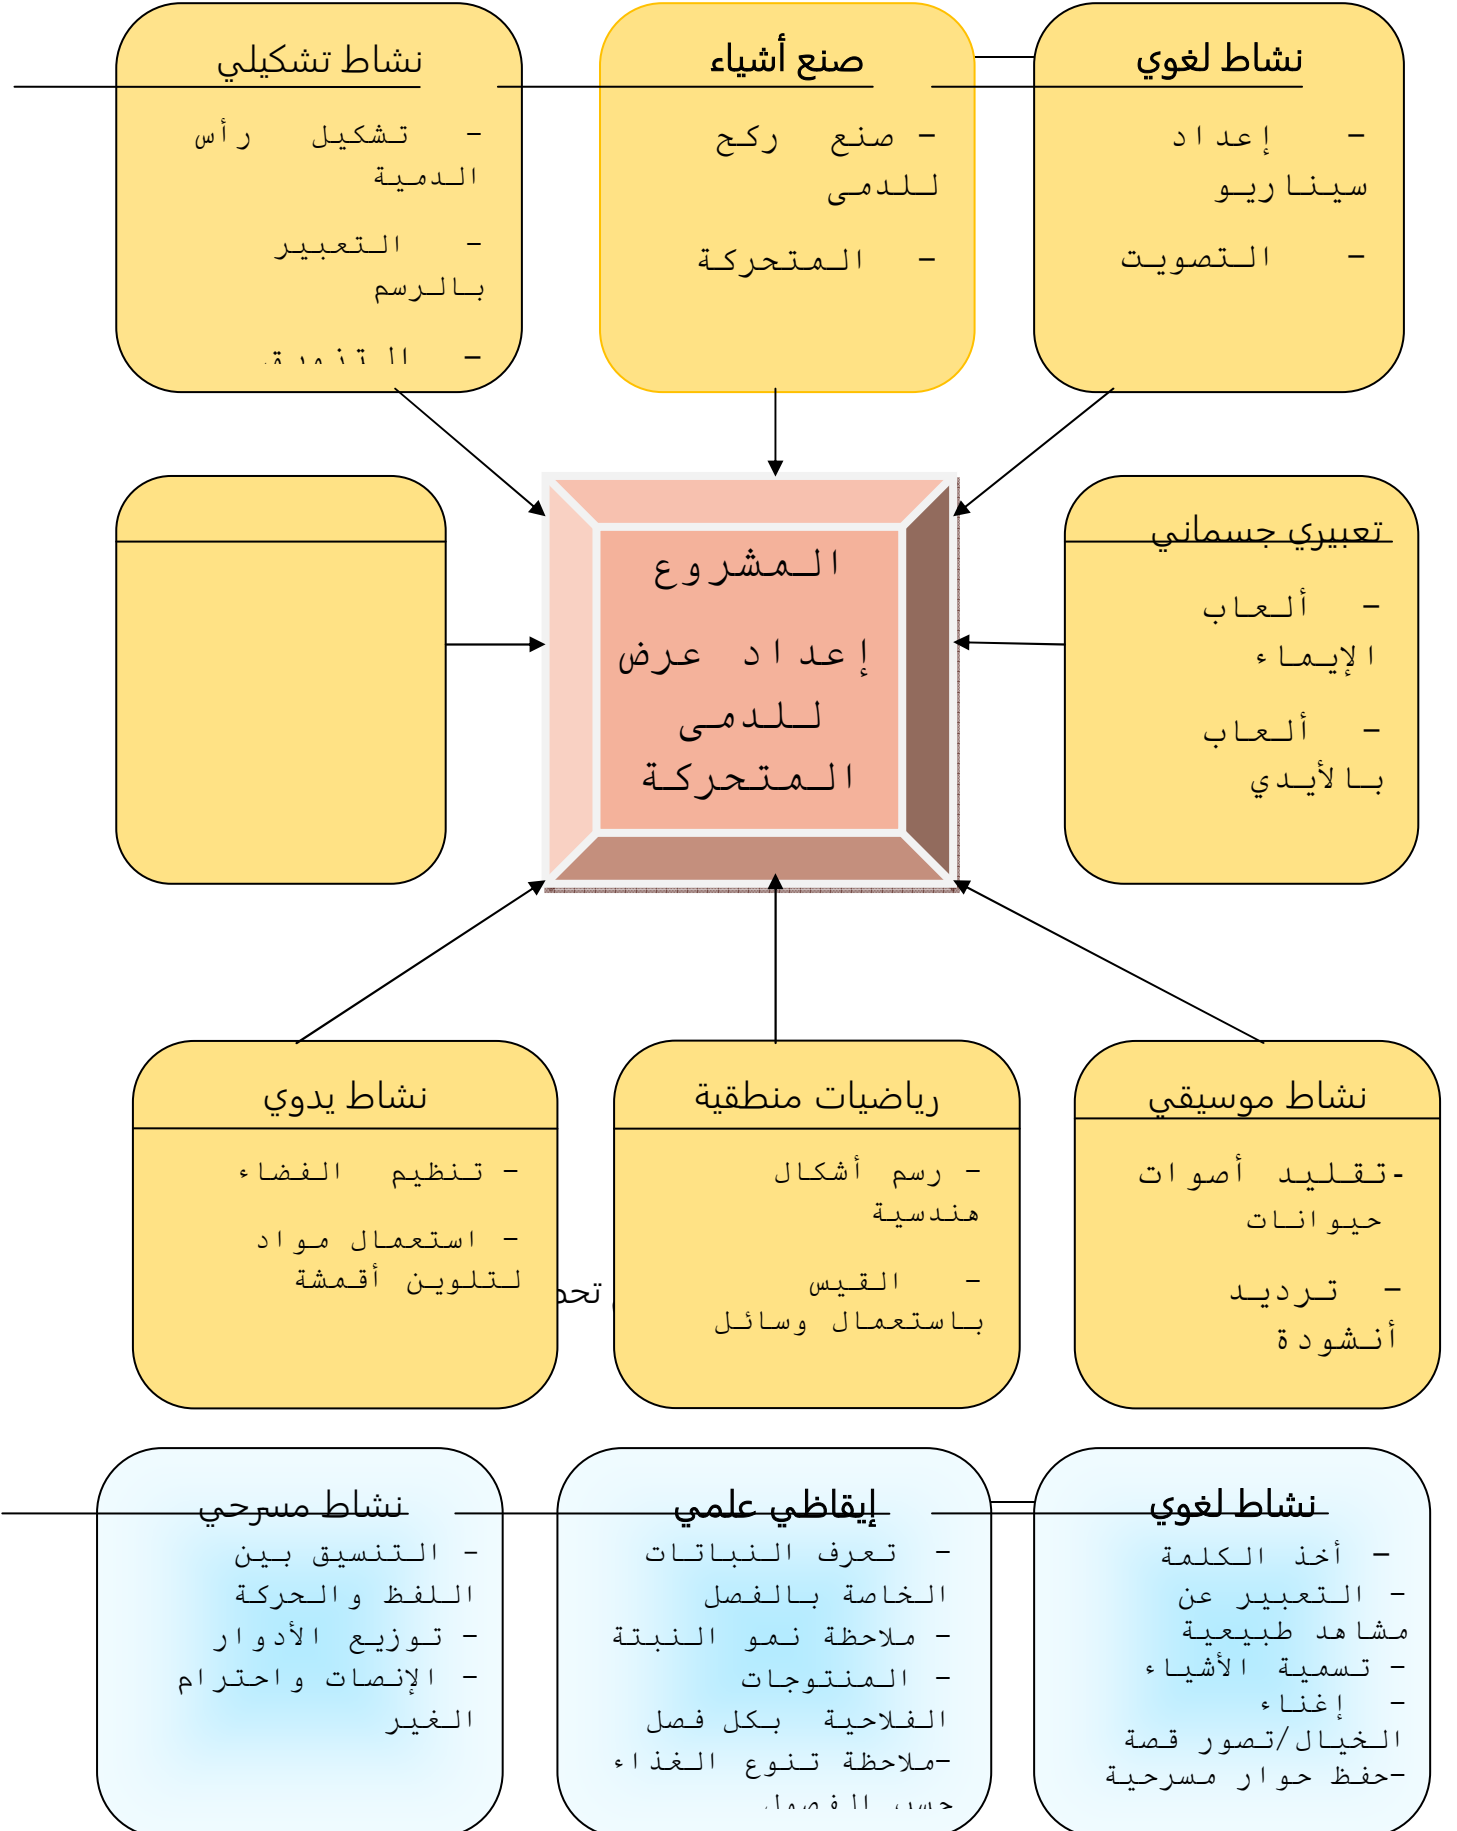 نشاط لغوي
- إعداد
سيناريو
- التصويت
صنع أشياء
- صنع ركح
للدمى
- المتحركة
نشاط تشكيلي
- تشكيل رأس
الدمية
- التعبير
بالرسم
-
تعبيري جسماني
- ألعاب
الإيماء
- ألعاب
بالأيدي
المشروع
إعداد عرض
للدمى
المتحركة
نشاط موسيقي
-تقليد أصوات
حيوانات
- ترديد
أنشودة
رياضيات منطقية
- رسم أشكال
هندسية
- القيس
باستعمال وسائل
نشاط يدوي
- تنظيم الفضاء
- استعمال مواد
لتلوين أقمشة
نشاط لغوي
- أخذ الكلمة
- التعبير عن
مشاهد طبيعية
- تسمية الأشياء
- إغناء
الخيال/تصور قصة
-حفظ حوار مسرحية
إيقاظي علمي
- تعرف النباتات
الخاصة بالفصل
- ملاحظة نمو النبتة
- المنتوجات
الفلاحية بكل فصل
-ملاحظة تنوع الغذاء
حسب الفصول
نشاط مسرحي
- التنسيق بين
اللفظ والحركة
- توزيع الأدوار
- الإنصات واحترام
الغير